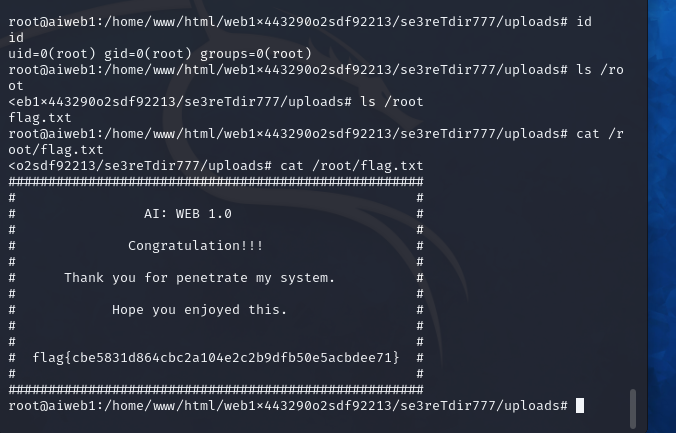 root@aiweb1:/home/www/html/web1×443290o2sdf92213/se3reTdir777/uploads# id
id
uid=0(root) gid=0(root) groups=0(root)
root@aiweb1:/home/www/html/web1×443290o2sdf92213/se3reTdir777/uploads# ls /ro
ot
<eb1×443290o2sdf92213/se3reTdir777/uploads# ls /root
flag.txt
root@aiweb1:/home/www/html/web1×443290o2sdf92213/se3reTdir777/uploads# cat /r
oot/flag.txt
<o2sdf92213/se3reTdir777/uploads# cat /root/flag.txt
####################################################
#                                                  #
#                AI: WEB 1.0                       #
#                                                  #
#              Congratulation!!!                   #
#                                                  #
#      Thank you for penetrate my system.          #
#                                                  #
#            Hope you enjoyed this.                #
#                                                  #
#                                                  #
#  flag{cbe5831d864cbc2a104e2c2b9dfb50e5acbdee71}  #
#                                                  #
####################################################
root@aiweb1:/home/www/html/web1×443290o2sdf92213/se3reTdir777/uploads#